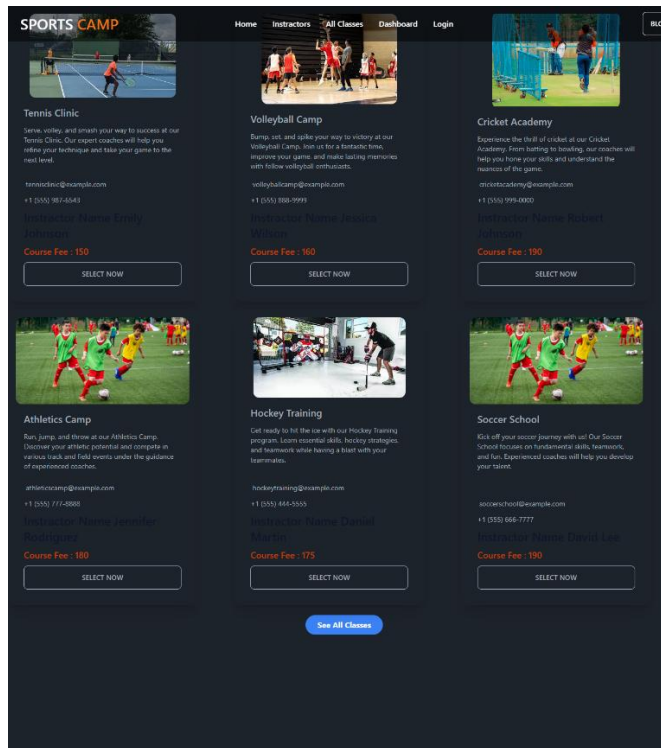 SPORTS CAMP
Home Instructors All Classes Dashboard Login BLO
Tennis Clinic
Serve, volley, and smash your way to success at our
Tennis Clinic. Our expert coaches will help you
refine your technique and take your game to the
next level.
tennisclinic@example.com
+1 (555) 987-6543
Instructor Name Emily
Johnson
Course Fee : 150
SELECT NOW
Volleyball Camp
Bump, set, and spike your way to victory at our
Volleyball Camp. Join us for a fantastic time,
improve your game, and make lasting memories
with fellow volleyball enthusiasts.
volleyballcamp@example.com
+1 (555) 888-9999
Instructor Name Jessica
Wilson
Course Fee : 160
SELECT NOW
Cricket Academy
Experience the thrill of cricket at our Cricket
Academy. From batting to bowling, our coaches will
help you hone your skills and understand the
nuances of the game.
cricketacademy@example.com
+1 (555) 999-0000
Instructor Name Robert
Johnson
Course Fee : 190
SELECT NOW
Athletics Camp
Run, jump, and throw at our Athletics Camp.
Discover your athletic potential and compete in
various track and field events under the guidance
of experienced coaches.
athleticscamp@example.com
+1 (555) 777-8888
Instructor Name Jennifer
Rodriguez
Course Fee : 180
SELECT NOW
Hockey Training
Get ready to hit the ice with our Hockey Training
program. Learn essential skills, hockey strategies,
and teamwork while having a blast with your
teammates.
hockeytraining@example.com
+1 (555) 444-5555
Instructor Name Daniel
Martin
Course Fee : 175
SELECT NOW
Soccer School
Kick off your soccer journey with us! Our Soccer
School focuses on fundamental skills, teamwork,
and fun. Experienced coaches will help you develop
your talent.
soccerschool@example.com
+1 (555) 666-7777
Instructor Name David Lee
Course Fee : 190
SELECT NOW
See All Classes